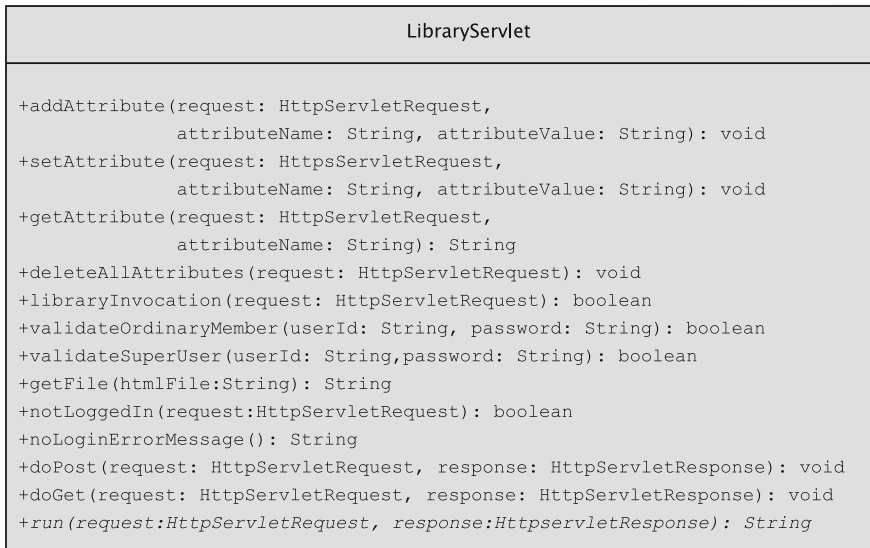 LibraryServlet
+addAttribute(request: HttpServletRequest,
attributeName: String, attributeValue: String): void
+setAttribute(request: HttpsServletRequest,
attributeName: String, attributeValue: String): void
+getAttribute(request: HttpServletRequest,
attributeName: String): String
+deleteAllAttributes(request: HttpServletRequest): void
+libraryInvocation(request: HttpServletRequest): boolean
+validateOrdinaryMember(userId: String, password: String): boolean
+validateSuperUser(userId: String,password: String): boolean
+getFile(htmlFile:String): String
+notLoggedIn(request:HttpServletRequest): boolean
+noLoginErrorMessage(): String
+doPost(request: HttpServletRequest, response: HttpServletResponse): void
+doGet(request: HttpServletRequest, response: HttpServletResponse): void
+run(request:HttpServletRequest, response:HttpservletResponse): String